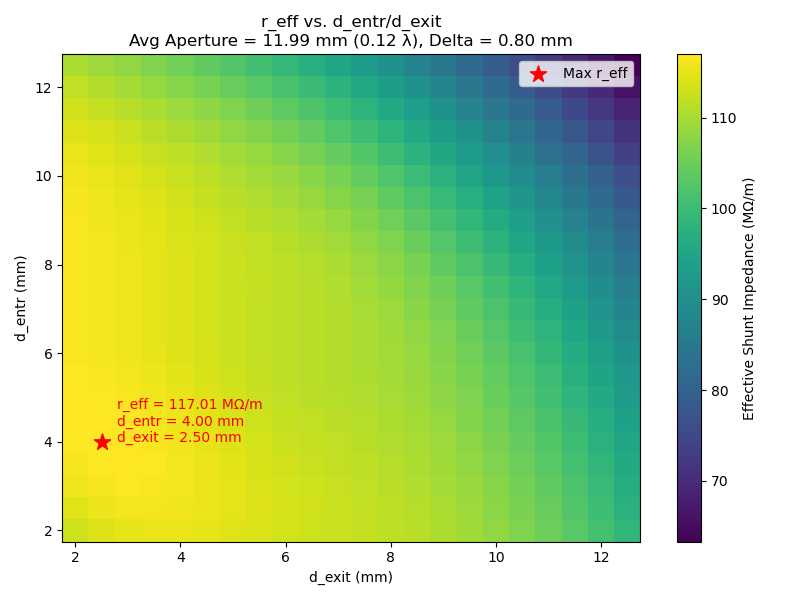 r_eff vs. d_entr/d_exit
Avg Aperture = 11.99 mm (0.12 λ), Delta = 0.80 mm
Max r_eff
12
10
8
6
4
2
d_entr (mm)
r_eff = 117.01 MΩ/m
d_entr = 4.00 mm
d_exit = 2.50 mm
2 4 6 8 10 12
d_exit (mm)
110
100
90
80
70
Effective Shunt Impedance (MΩ/m)